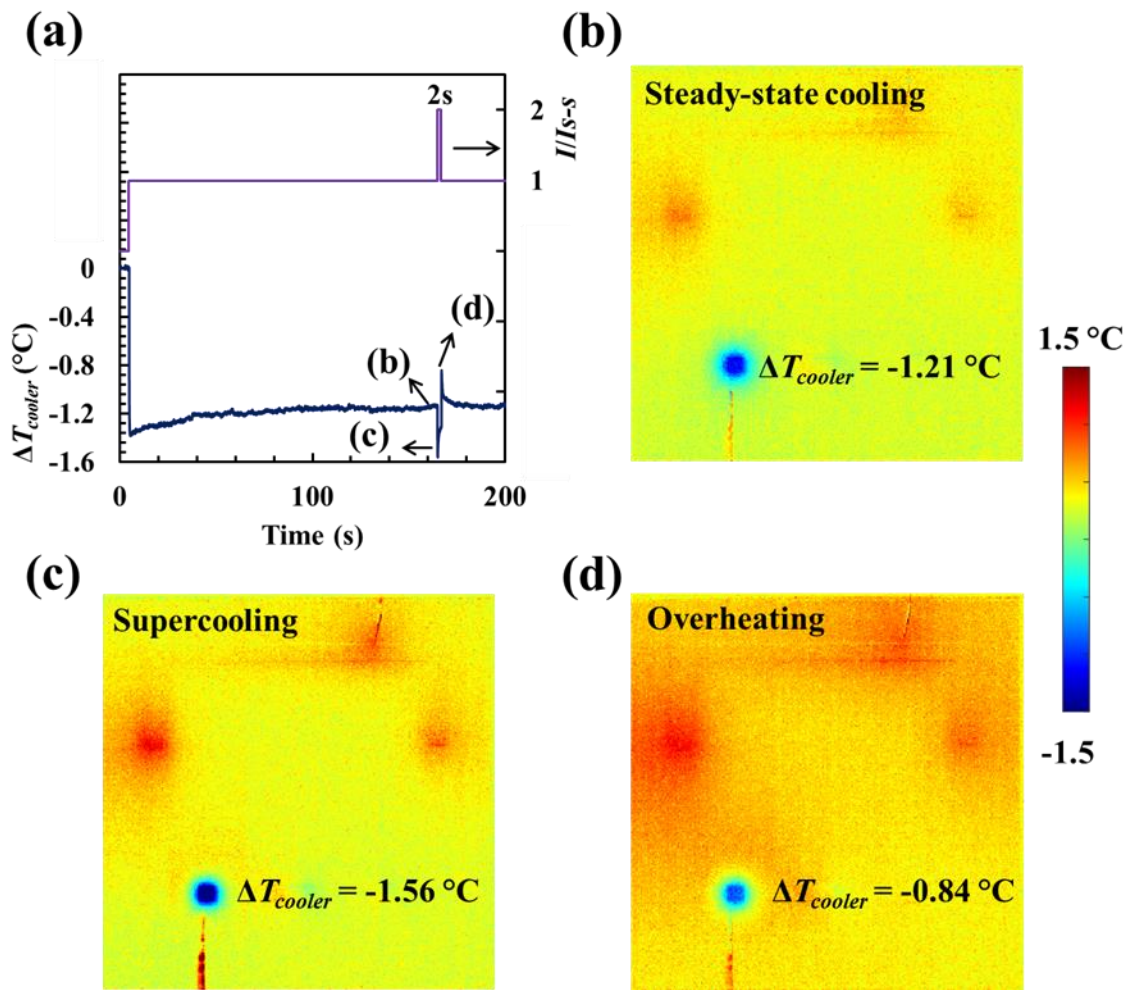 (a)
2s
2
1
I/Is-s
0
-0.4
-0.8
-1.2
-1.6
ΔTcooler (°C)
(b)
(c)
(d)
0
100
200
Time (s)
(b)
Steady-state cooling
ΔTcooler = -1.21 °C
1.5 °C
-1.5
(c)
Supercooling
ΔTcooler = -1.56 °C
(d)
Overheating
ΔTcooler = -0.84 °C